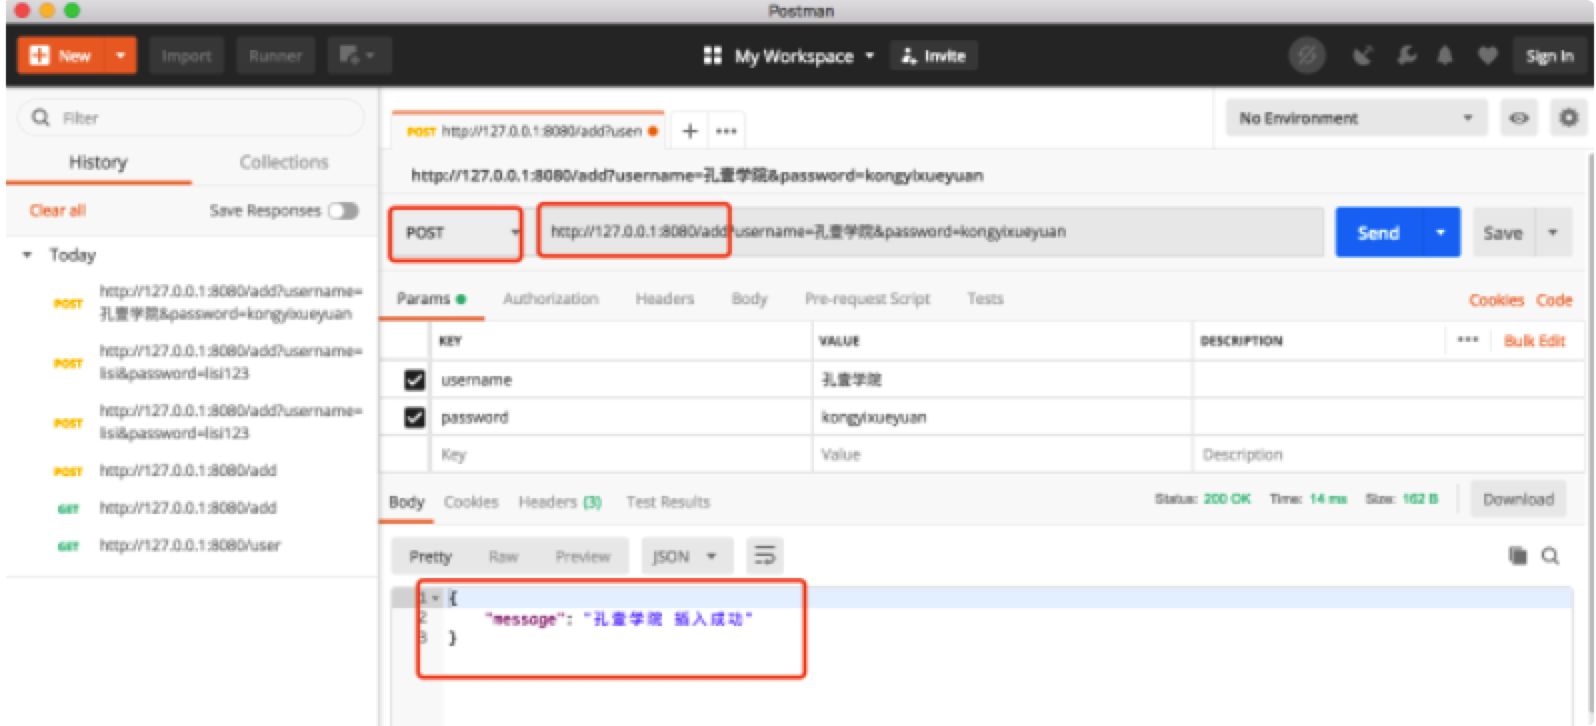 Postman
New
Import
Runner
My Workspace
Invite
Sign In
Filter
History
Collections
Clear all
Save Responses
Today
POST
http://127.0.0.1:8080/add?username=
孔壹学院&password=kongyixueyuan
POST
http://127.0.0.1:8080/add?username=
lisi&password=lisi123
POST
http://127.0.0.1:8080/add?username=
lisi&password=lisi123
POST http://127.0.0.1:8080/add
GET http://127.0.0.1:8080/add
GET http://127.0.0.1:8080/user
POST http://127.0.0.1:8080/add?usern
No Environment
http://127.0.0.1:8080/add?username=孔壹学院&password=kongyixueyuan
POST
http://127.0.0.1:8080/add?username=孔壹学院&password=kongyixueyuan
Send
Save
Params
Authorization
Headers
Body
Pre-request Script
Tests
Cookies
Code
KEY
VALUE
DESCRIPTION
Bulk Edit
username
孔壹学院
password
kongyixueyuan
Key
Value
Description
Body
Cookies
Headers (3)
Test Results
Status: 200 OK
Time: 14 ms
Size: 162 B
Download
Pretty
Raw
Preview
JSON
1 {
2 "message": "孔壹学院 插入成功"
3 }